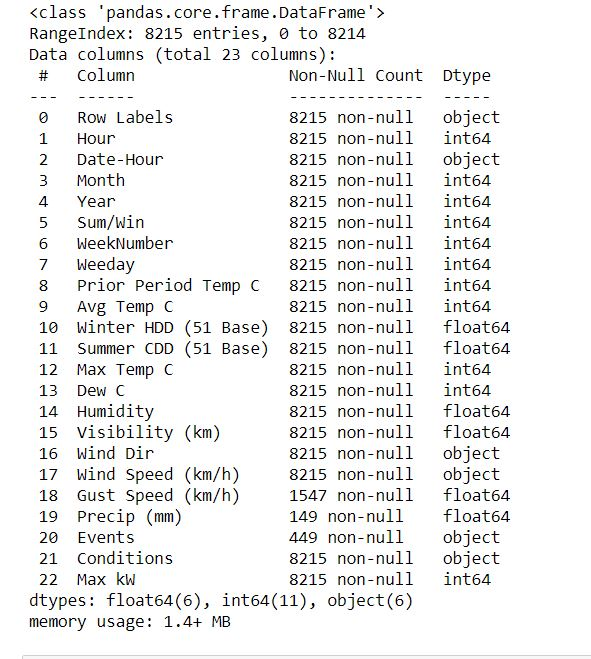 <class 'pandas.core.frame.DataFrame'>
RangeIndex: 8215 entries, 0 to 8214
Data columns (total 23 columns):
 #   Column                Non-Null Count  Dtype
---  ------                --------------  -----
 0   Row Labels            8215 non-null   object
 1   Hour                  8215 non-null   int64
 2   Date-Hour             8215 non-null   object
 3   Month                 8215 non-null   int64
 4   Year                  8215 non-null   int64
 5   Sum/Win               8215 non-null   int64
 6   WeekNumber            8215 non-null   int64
 7   Weeday                8215 non-null   int64
 8   Prior Period Temp C   8215 non-null   int64
 9   Avg Temp C            8215 non-null   int64
 10  Winter HDD (51 Base)  8215 non-null   float64
 11  Summer CDD (51 Base)  8215 non-null   float64
 12  Max Temp C            8215 non-null   int64
 13  Dew C                 8215 non-null   int64
 14  Humidity              8215 non-null   float64
 15  Visibility (km)       8215 non-null   float64
 16  Wind Dir              8215 non-null   object
 17  Wind Speed (km/h)     8215 non-null   object
 18  Gust Speed (km/h)     1547 non-null   float64
 19  Precip (mm)           149 non-null    float64
 20  Events                449 non-null    object
 21  Conditions            8215 non-null   object
 22  Max kW                8215 non-null   int64
dtypes: float64(6), int64(11), object(6)
memory usage: 1.4+ MB